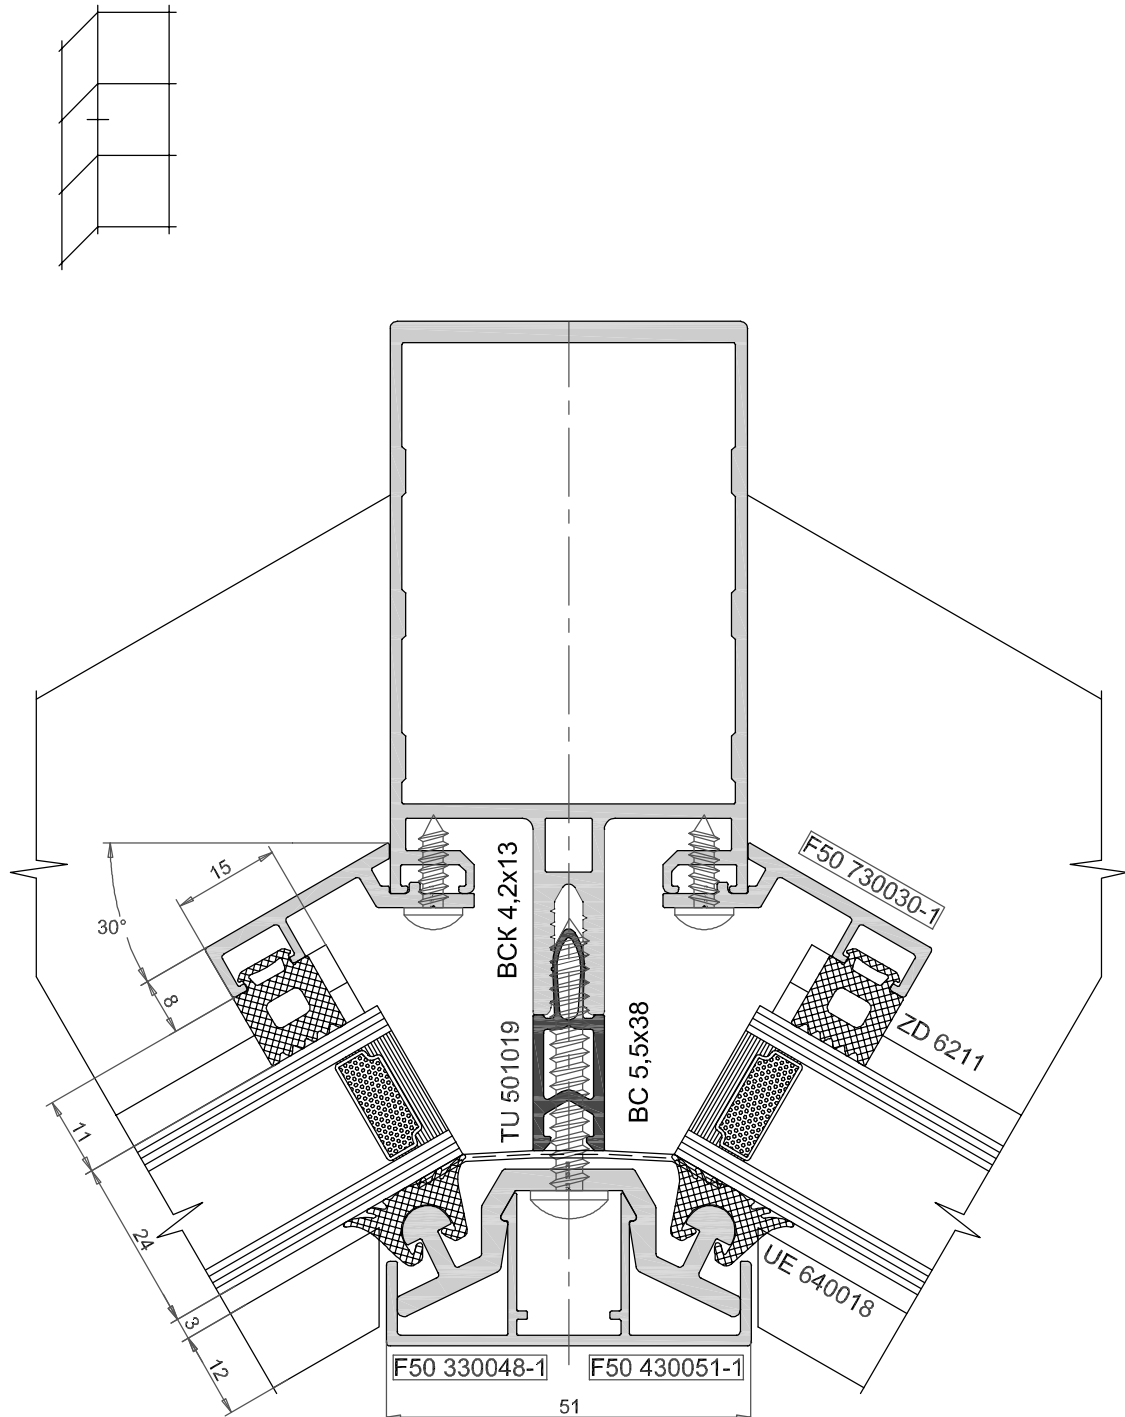 15
F50 730030-1
30°
BCK 4,2x13
8
ZD 6211
TU 501019
BC 5,5x38
11
24
UE 640018
3
12
F50 330048-1
F50 430051-1
51